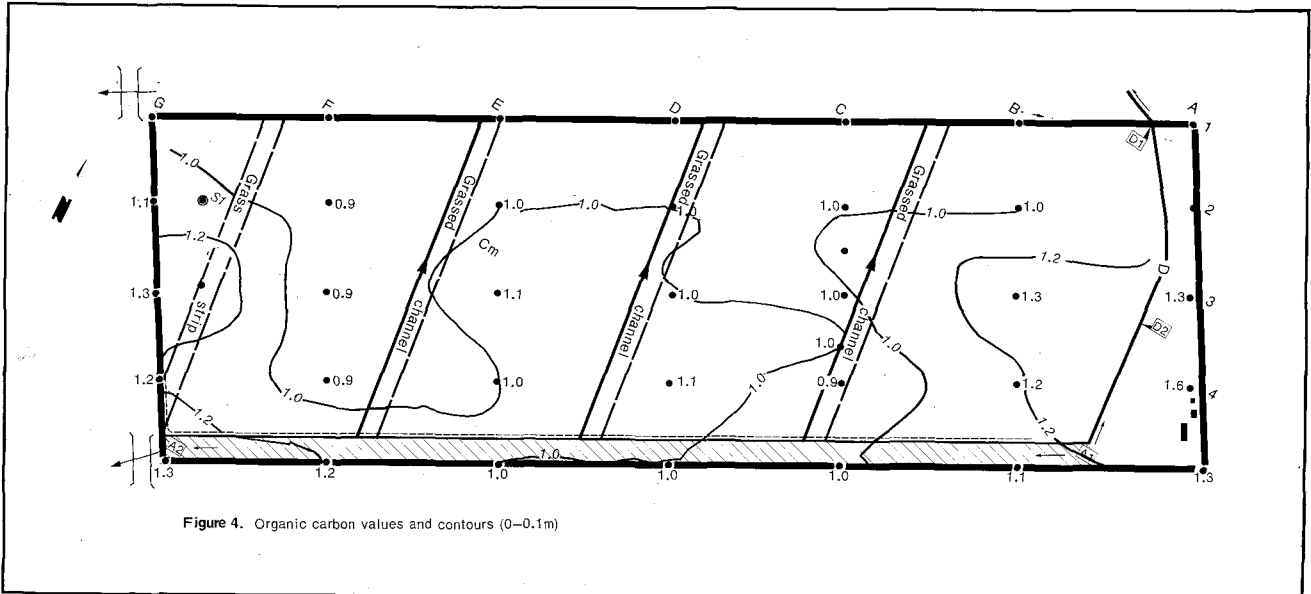 G F E D C B A
1
D1
1.0
1.1 S1 Grass 0.9 Grassed 1.0 1.0 Grassed 1.0 1.0 Grassed 1.0 1.0 2
1.2 Cm 1.2
D
1.3 strip 0.9 channel 1.1 channel 1.0 1.0 channel 1.3 1.3 3
D2
1.0 1.0
1.2 0.9 1.0 1.1 1.0 0.9 1.2 1.6 4
1.2 1.0 1.2
A2 1.0 A1
1.3 1.2 1.0 1.0 1.0 1.1 1.3
Figure 4. Organic carbon values and contours (0–0.1m)